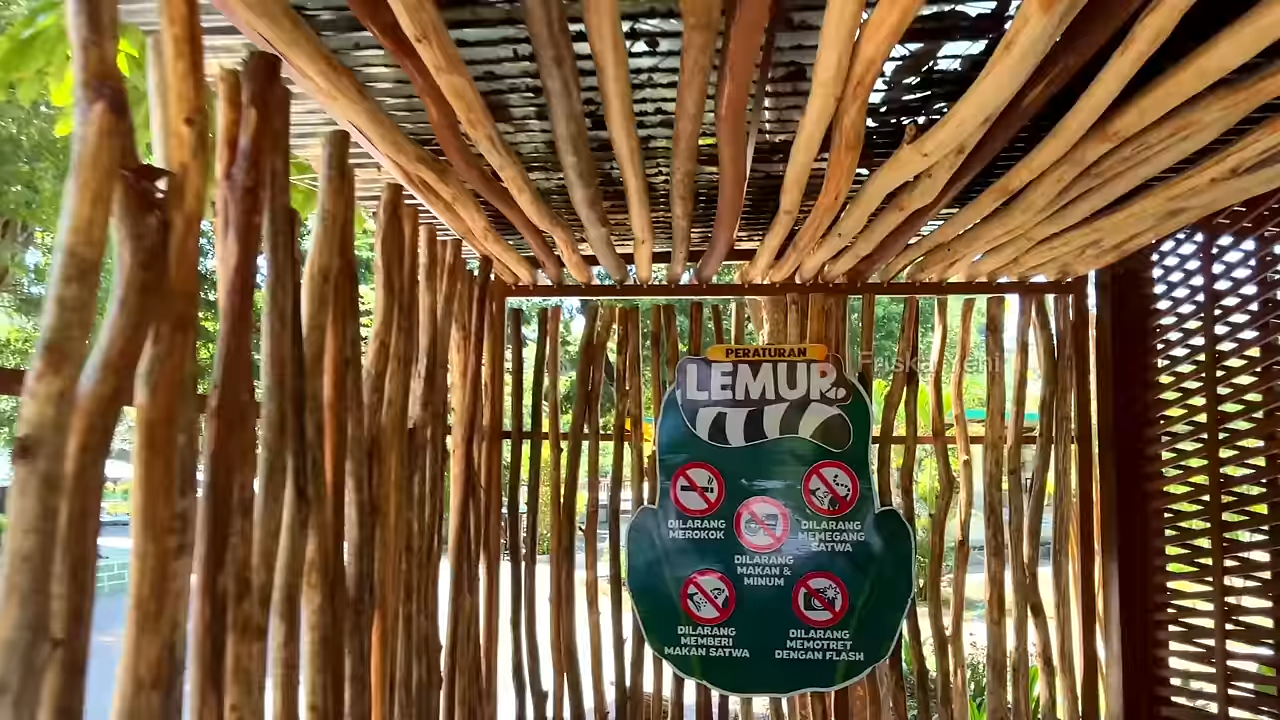 PERATURAN
LEMUR
DILARANG
MEROKOK
DILARANG
MEMEGANG
SATWA
DILARANG
MAKAN &
MINUM
DILARANG
MEMBERI
MAKAN SATWA
DILARANG
MEMOTRET
DENGAN FLASH